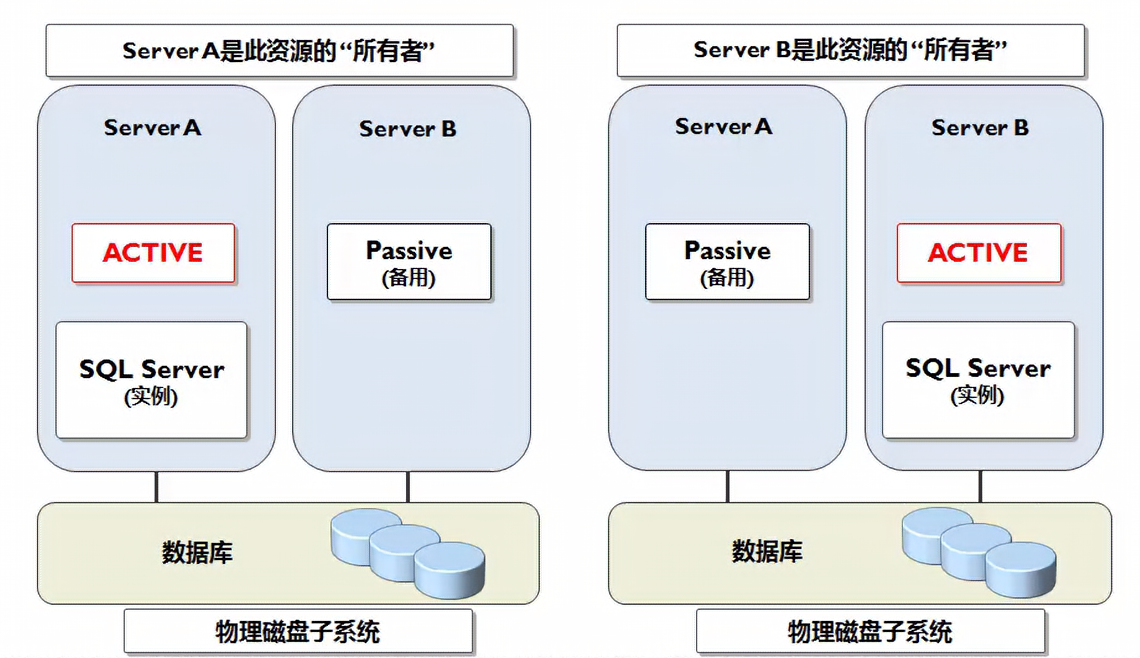 Server A是此资源的“所有者”
Server A
Server B
ACTIVE
Passive
(备用)
SQL Server
(实例)
数据库
物理磁盘子系统
Server B是此资源的“所有者”
Server A
Server B
Passive
(备用)
ACTIVE
SQL Server
(实例)
数据库
物理磁盘子系统